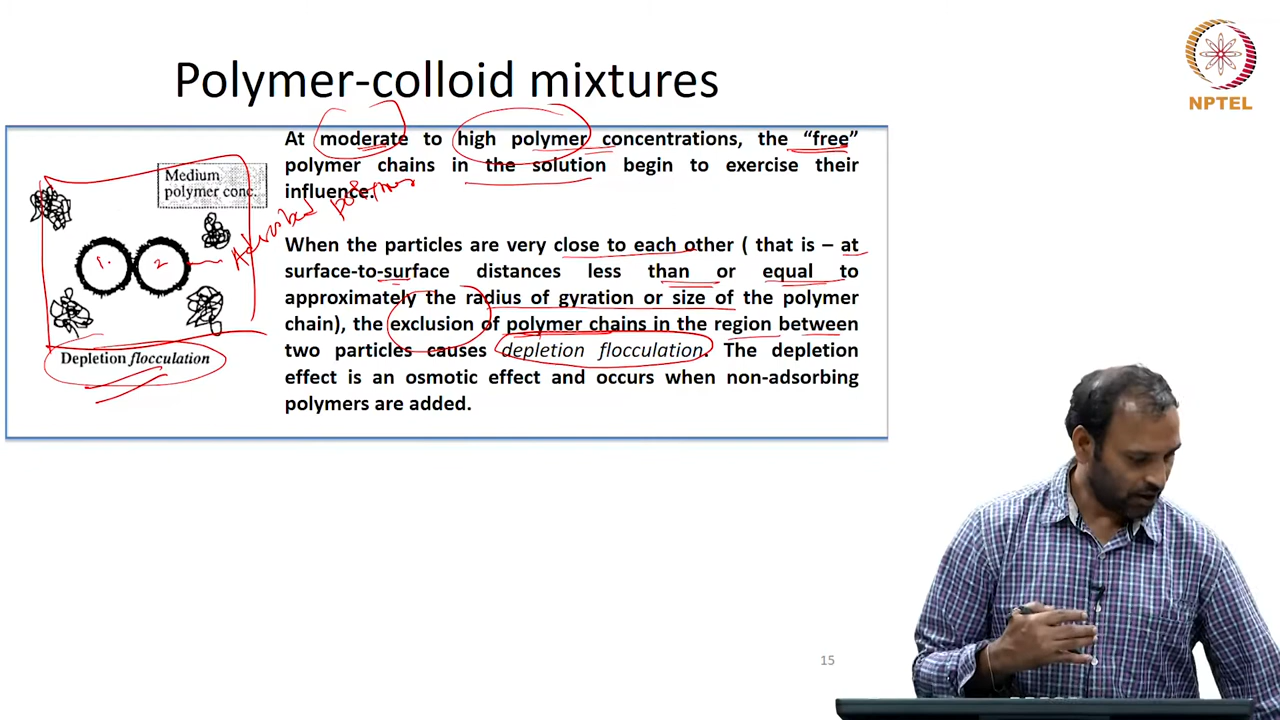 Polymer-colloid mixtures
NPTEL
At moderate to high polymer concentrations, the “free”
polymer chains in the solution begin to exercise their
influence.
Medium
polymer conc.
Adsorbed polymer
1.
2
Depletion flocculation
When the particles are very close to each other ( that is – at
surface-to-surface distances less than or equal to
approximately the radius of gyration or size of the polymer
chain), the exclusion of polymer chains in the region between
two particles causes depletion flocculation. The depletion
effect is an osmotic effect and occurs when non-adsorbing
polymers are added.
15